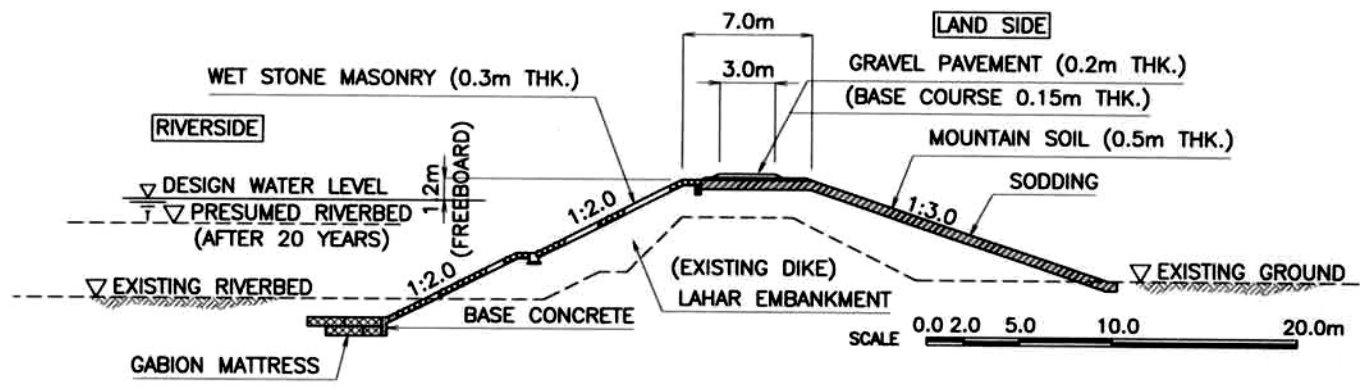 7.0m
LAND SIDE
WET STONE MASONRY (0.3m THK.)
3.0m
GRAVEL PAVEMENT (0.2m THK.)
(BASE COURSE 0.15m THK.)
RIVERSIDE
MOUNTAIN SOIL (0.5m THK.)
DESIGN WATER LEVEL
1.2m
(FREEBOARD)
SODDING
PRESUMED RIVERBED
(AFTER 20 YEARS)
1:2.0
1:3.0
1:2.0
(EXISTING DIKE)
LAHAR EMBANKMENT
EXISTING RIVERBED
EXISTING GROUND
BASE CONCRETE
GABION MATTRESS
SCALE
0.0 2.0 5.0 10.0 20.0m